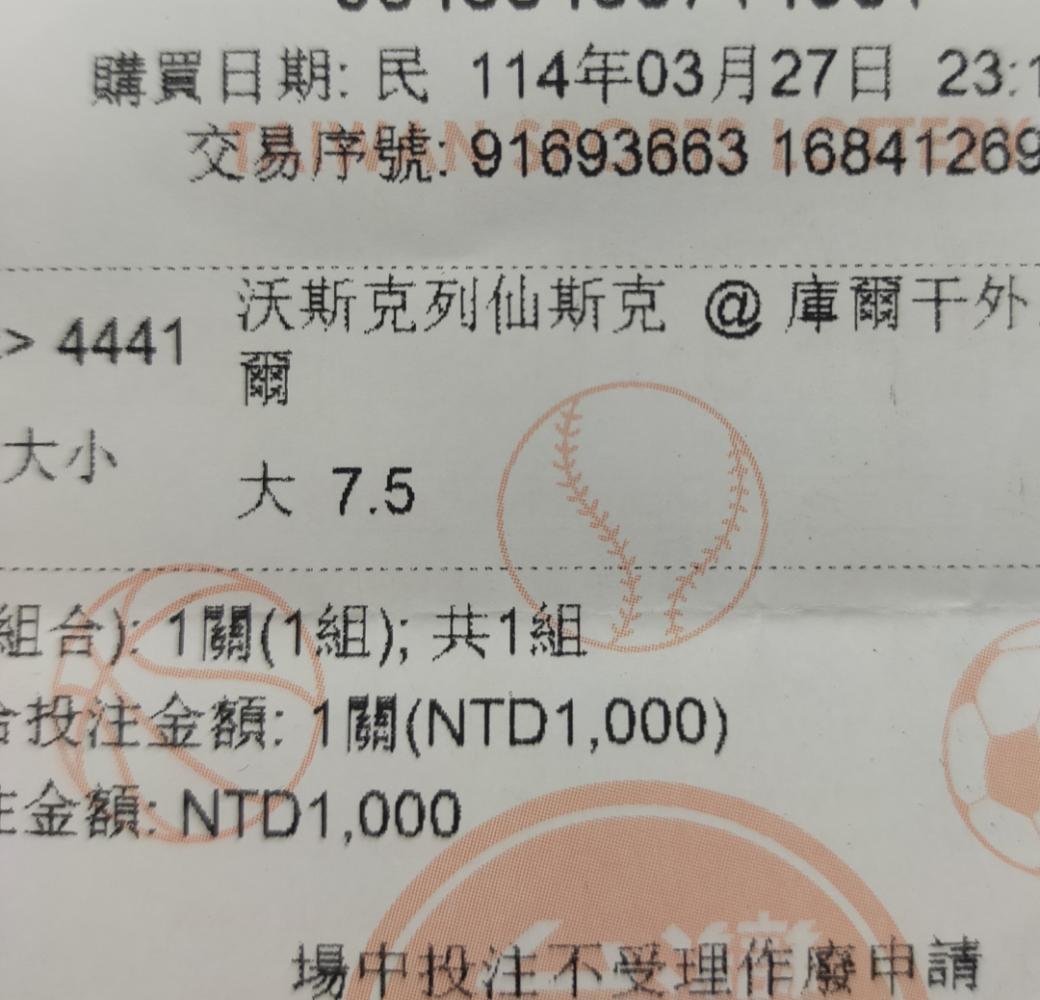 購買日期: 民 114年03月27日 23:1
交易序號: 91693663 16841269
TAIWAN SPORTS LOTTERY
> 4441 沃斯克列仙斯克 @ 庫爾干外
爾
大小
大 7.5
組合): 1關(1組); 共1組
合投注金額: 1關(NTD1,000)
注金額: NTD1,000
場中投注不受理作廢申請